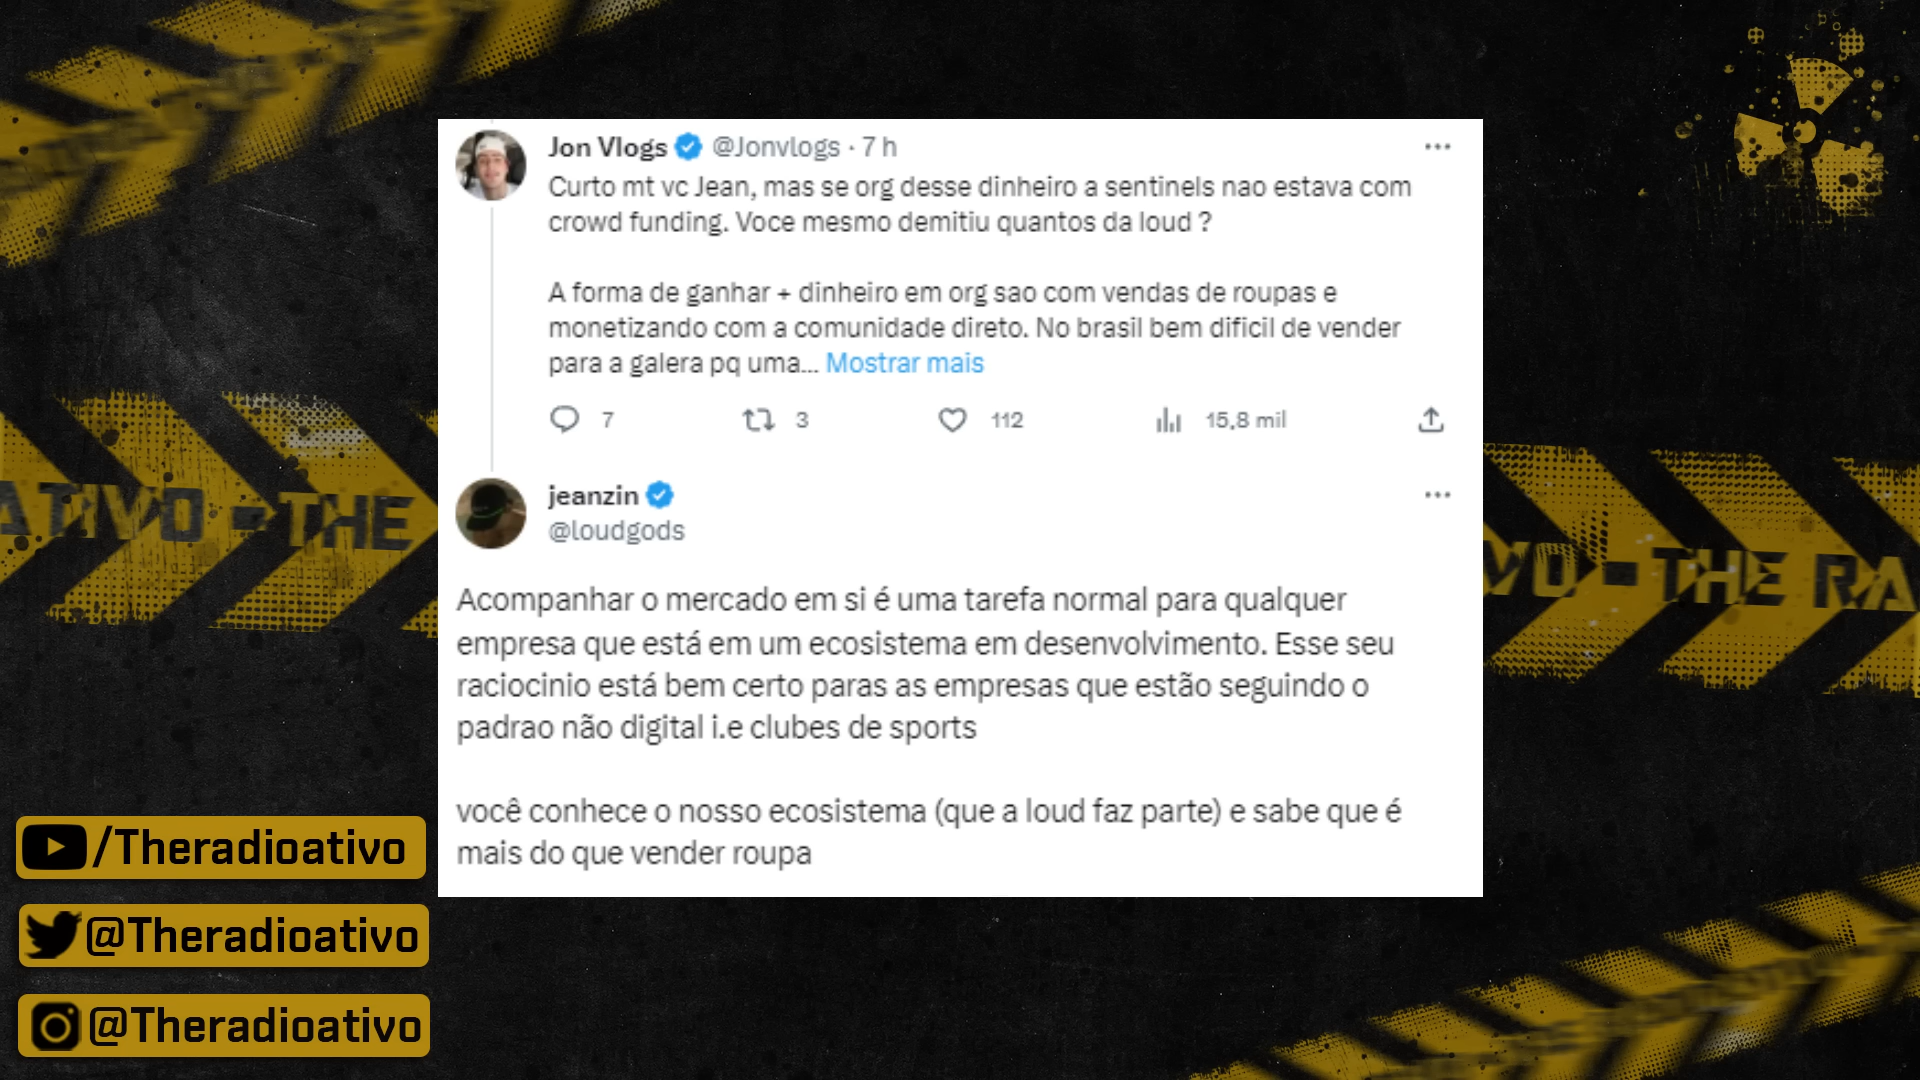 Jon Vlogs @Jonvlogs · 7 h
Curto mt vc Jean, mas se org desse dinheiro a sentinels nao estava com
crowd funding. Voce mesmo demitiu quantos da loud ?
A forma de ganhar + dinheiro em org sao com vendas de roupas e
monetizando com a comunidade direto. No brasil bem dificil de vender
para a galera pq uma... Mostrar mais
7 3 112 15,8 mil
jeanzin
@loudgods
Acompanhar o mercado em si é uma tarefa normal para qualquer
empresa que está em um ecosistema em desenvolvimento. Esse seu
raciocinio está bem certo paras as empresas que estão seguindo o
padrao não digital i.e clubes de sports
você conhece o nosso ecosistema (que a loud faz parte) e sabe que é
mais do que vender roupa
ATIVO - THE
VO - THE RA
/Theradioativo
@Theradioativo
@Theradioativo